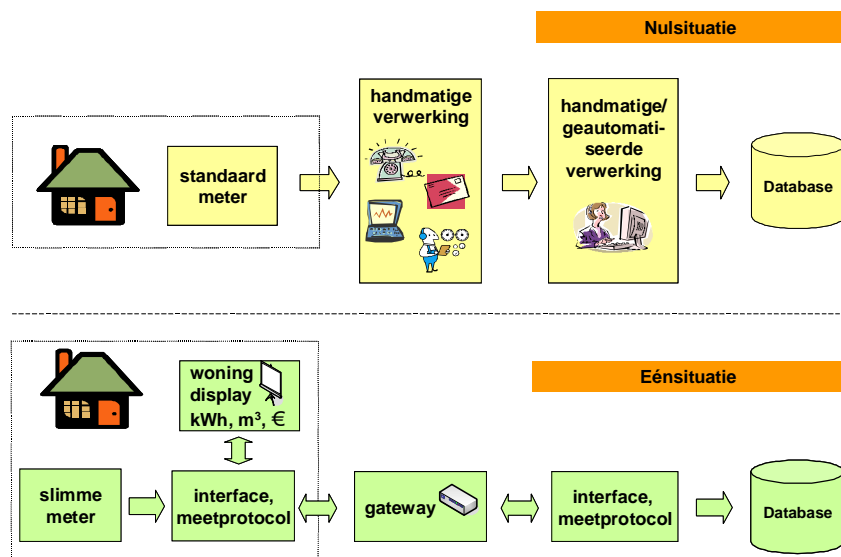 Nulsituatie
handmatige
verwerking
handmatige/
geautomati-
seerde
verwerking
standaard
meter
Database
woning
display
kWh, m³, €
Eénsituatie
slimme
meter
interface,
meetprotocol
gateway
interface,
meetprotocol
Database